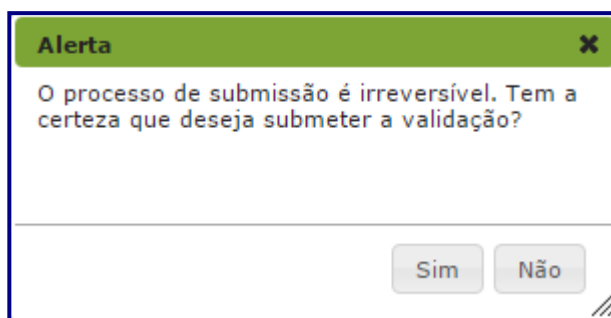 Alerta
O processo de submissão é irreversível. Tem a
certeza que deseja submeter a validação?
Sim Não